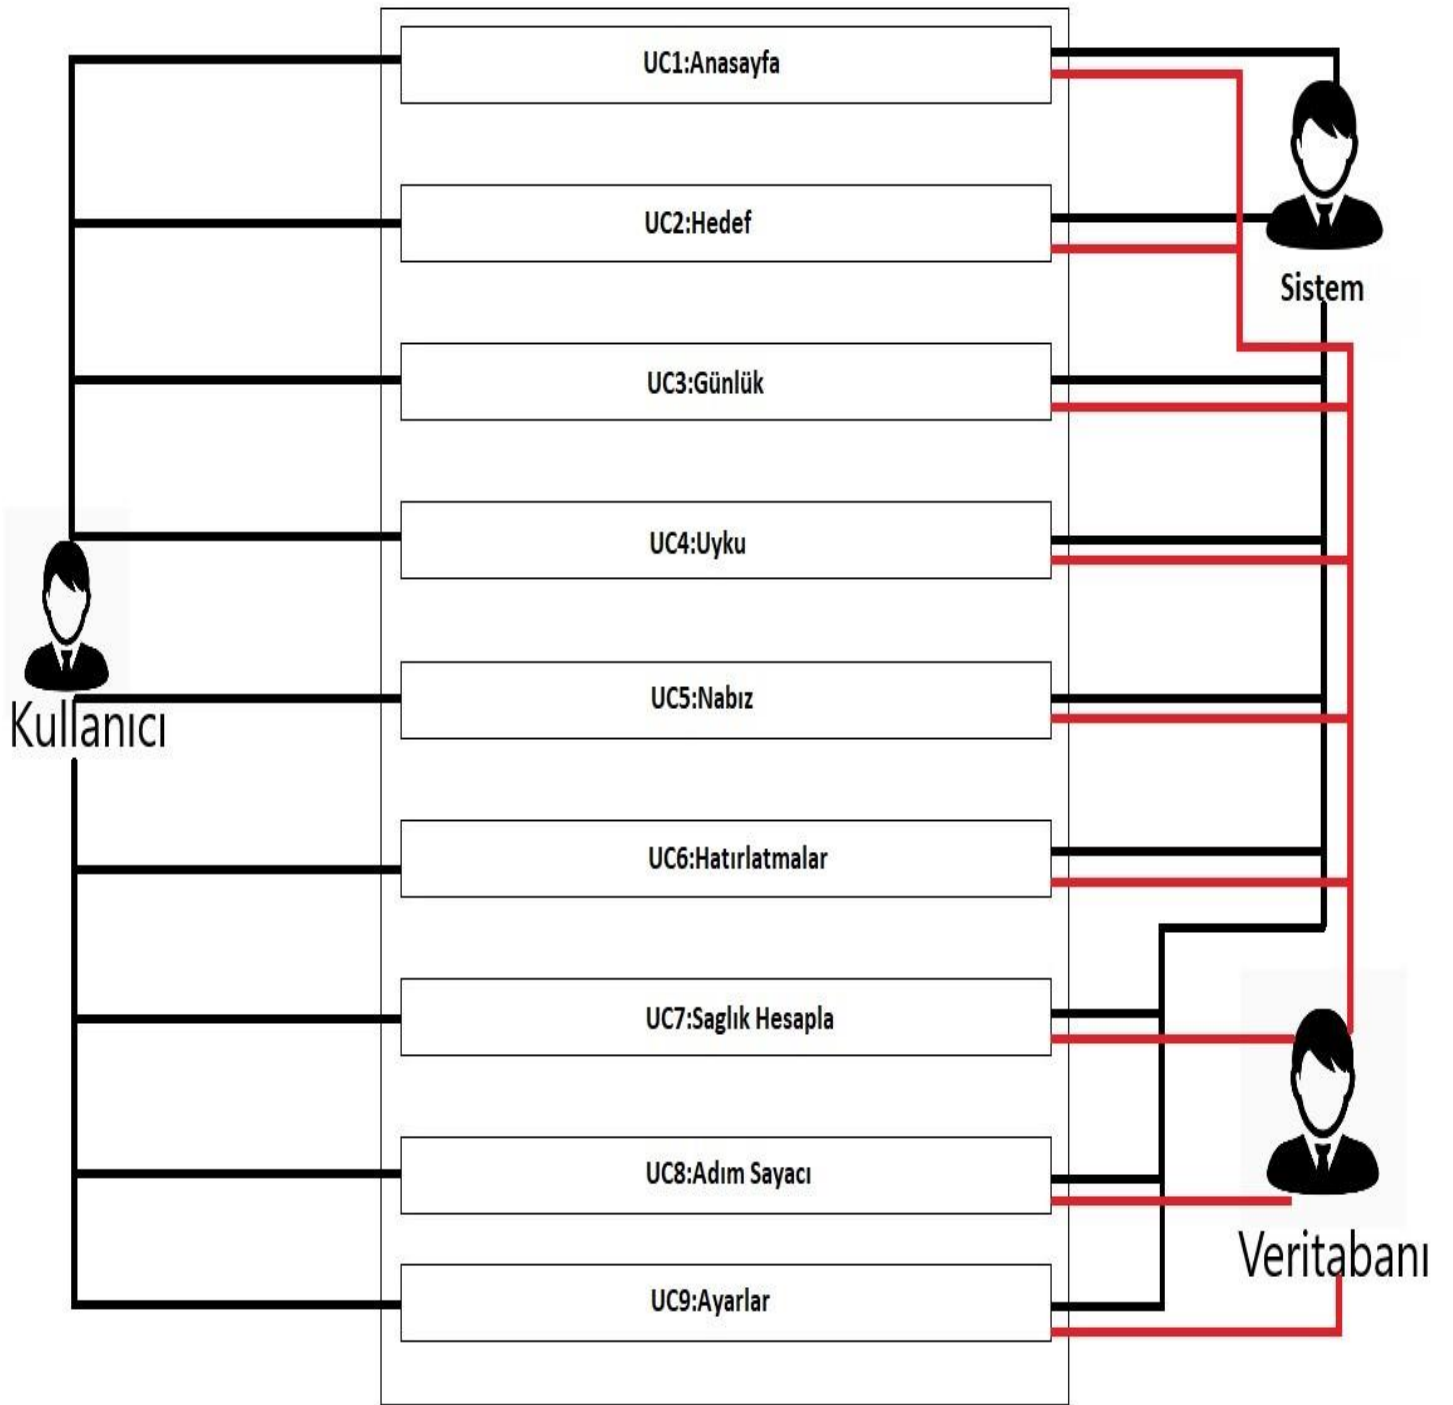 UC1:Anasayfa
UC2:Hedef
Sistem
UC3:Günlük
UC4:Uyku
UC5:Nabız
Kullanıcı
UC6:Hatırlatmalar
UC7:Saglık Hesapla
UC8:Adım Sayacı
Veritabanı
UC9:Ayarlar